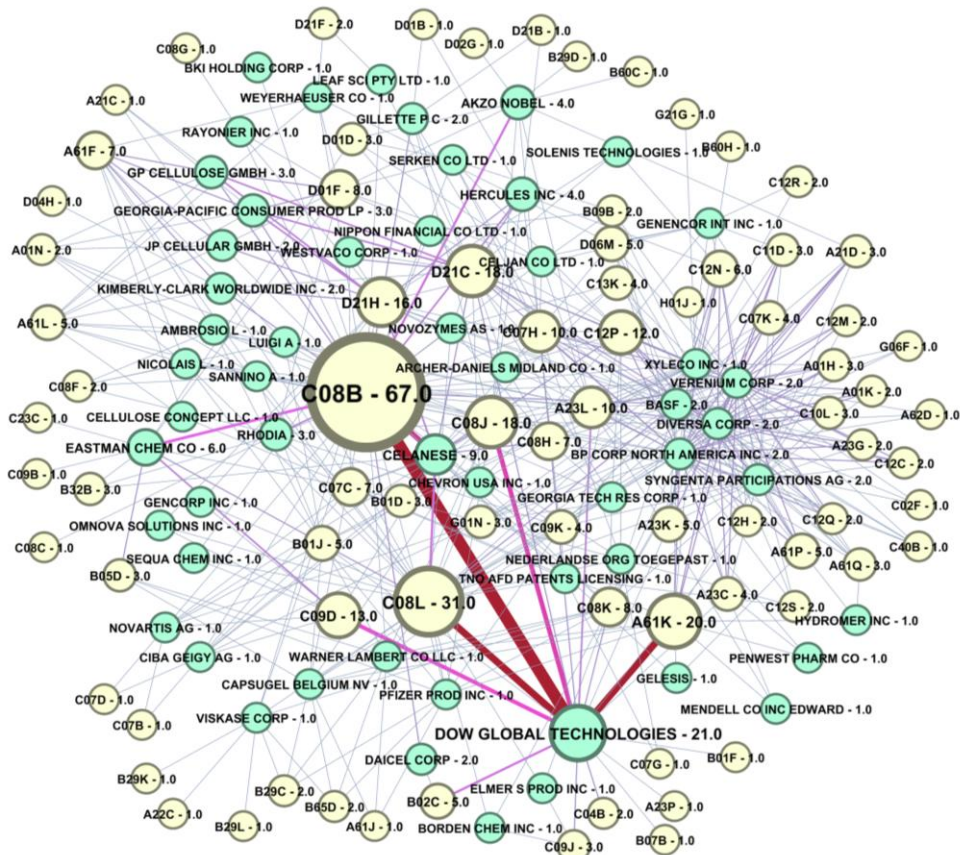 D21F - 2.0
D01B - 1.0
D02G - 1.0
D21B - 1.0
C08G - 1.0
B29D - 1.0
BKI HOLDING CORP - 1.0
LEAF SCI PTY LTD - 1.0
B60C - 1.0
A21C - 1.0
WEYERHAEUSER CO - 1.0
AKZO NOBEL - 4.0
GILLETTE P C - 2.0
G21G - 1.0
RAYONIER INC - 1.0
D01D - 3.0
A61F - 7.0
SERKEN CO LTD - 1.0
SOLENIS TECHNOLOGIES - 1.0
B60H - 1.0
GP CELLULOSE GMBH - 3.0
C12R - 2.0
D01F - 8.0
HERCULES INC - 4.0
D04H - 1.0
GEORGIA-PACIFIC CONSUMER PROD LP - 3.0
B09B - 2.0
GENENCOR INT INC - 1.0
NIPPON FINANCIAL CO LTD - 1.0
A01N - 2.0
JP CELLULAR GMBH - 2.0
WESTVACO CORP - 1.0
D06M - 5.0
C11D - 3.0
A21D - 3.0
CELJAN CO LTD - 1.0
D21C - 18.0
C12N - 6.0
KIMBERLY-CLARK WORLDWIDE INC - 2.0
C13K - 4.0
D21H - 16.0
H01J - 1.0
A61L - 5.0
AMBROSIO L - 1.0
NOVOZYMES AS - 1.0
C07H - 10.0
C12P - 12.0
C07K - 4.0
C12M - 2.0
LUIGI A - 1.0
G06F - 1.0
NICOLAIS L - 1.0
ARCHER-DANIELS MIDLAND CO - 1.0
XYLECO INC - 1.0
A01H - 3.0
SANNINO A - 1.0
VERENIUM CORP - 2.0
C08F - 2.0
C08B - 67.0
A01K - 2.0
BASF - 2.0
C23C - 1.0
CELLULOSE CONCEPT LLC - 1.0
C08J - 18.0
A23L - 10.0
C10L - 3.0
A62D - 1.0
DIVERSA CORP - 2.0
RHODIA - 3.0
EASTMAN CHEM CO - 6.0
C08H - 7.0
A23G - 2.0
CELANESE - 9.0
BP CORP NORTH AMERICA INC - 2.0
C12C - 2.0
C09B - 1.0
B32B - 3.0
C07C - 7.0
CHEVRON USA INC - 1.0
SYNGENTA PARTICIPATIONS AG - 2.0
B01D - 3.0
GENCORP INC - 1.0
GEORGIA TECH RES CORP - 1.0
C02F - 1.0
OMNOVA SOLUTIONS INC - 1.0
G01N - 3.0
C09K - 4.0
A23K - 5.0
C12H - 2.0
C12Q - 2.0
C08C - 1.0
B01J - 5.0
C40B - 1.0
SEQUA CHEM INC - 1.0
NEDERLANDSE ORG TOEGEPAST - 1.0
A61P - 5.0
A61Q - 3.0
B05D - 3.0
TNO AFD PATENTS LICENSING - 1.0
C08L - 31.0
A23C - 4.0
C09D - 13.0
C08K - 8.0
C12S - 2.0
HYDROMER INC - 1.0
A61K - 20.0
NOVARTIS AG - 1.0
CIBA GEIGY AG - 1.0
WARNER LAMBERT CO LLC - 1.0
PENWEST PHARM CO - 1.0
CAPSUGEL BELGIUM NV - 1.0
GELESIS - 1.0
C07D - 1.0
PFIZER PROD INC - 1.0
MENDELL CO INC EDWARD - 1.0
C07B - 1.0
VISKASE CORP - 1.0
DOW GLOBAL TECHNOLOGIES - 21.0
DAICEL CORP - 2.0
C07G - 1.0
B01F - 1.0
B29K - 1.0
ELMER S PROD INC - 1.0
B29C - 2.0
B65D - 2.0
B02C - 5.0
A22C - 1.0
C04B - 2.0
A23P - 1.0
B29L - 1.0
A61J - 1.0
BORDEN CHEM INC - 1.0
C09J - 3.0
B07B - 1.0